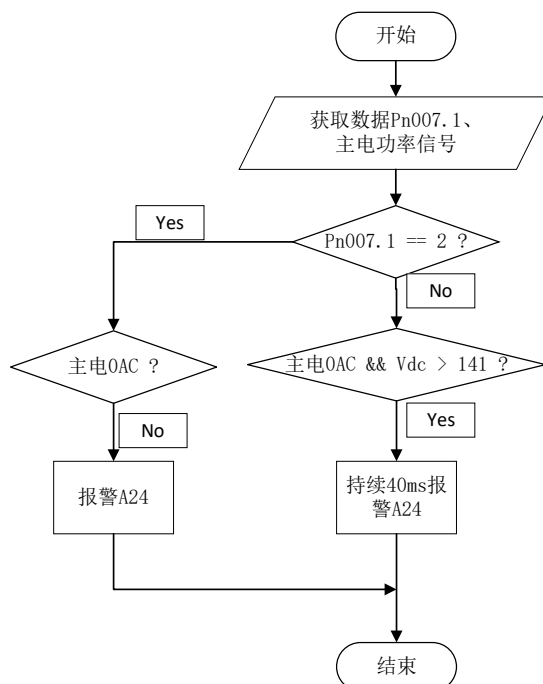 开始
获取数据Pn007.1、
主电功率信号
Yes
Pn007.1 == 2 ?
No
主电0AC ?
主电0AC && Vdc > 141 ?
No
Yes
报警A24
持续40ms报
警A24
结束